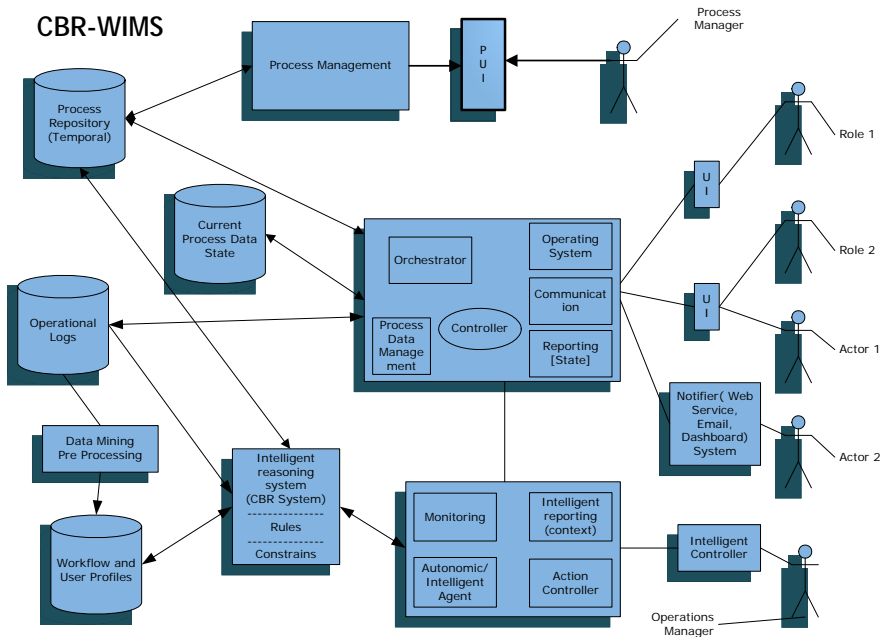 CBR-WIMS
Process
Manager
Process Management
P
U
I
Process
Repository
(Temporal)
Role 1
U
I
Current
Process Data
State
Operating
System
Orchestrator
Role 2
Communicat
ion
U
I
Operational
Logs
Controller
Process
Data
Manage
ment
Reporting
[State]
Actor 1
Notifier( Web
Service,
Email,
Dashboard)
System
Data Mining
Pre Processing
Intelligent
reasoning
system
(CBR System)
----------
Rules
----------
Constrains
Actor 2
Monitoring
Intelligent
reporting
(context)
Intelligent
Controller
Workflow and
User Profiles
Autonomic/
Intelligent
Agent
Action
Controller
Operations
Manager